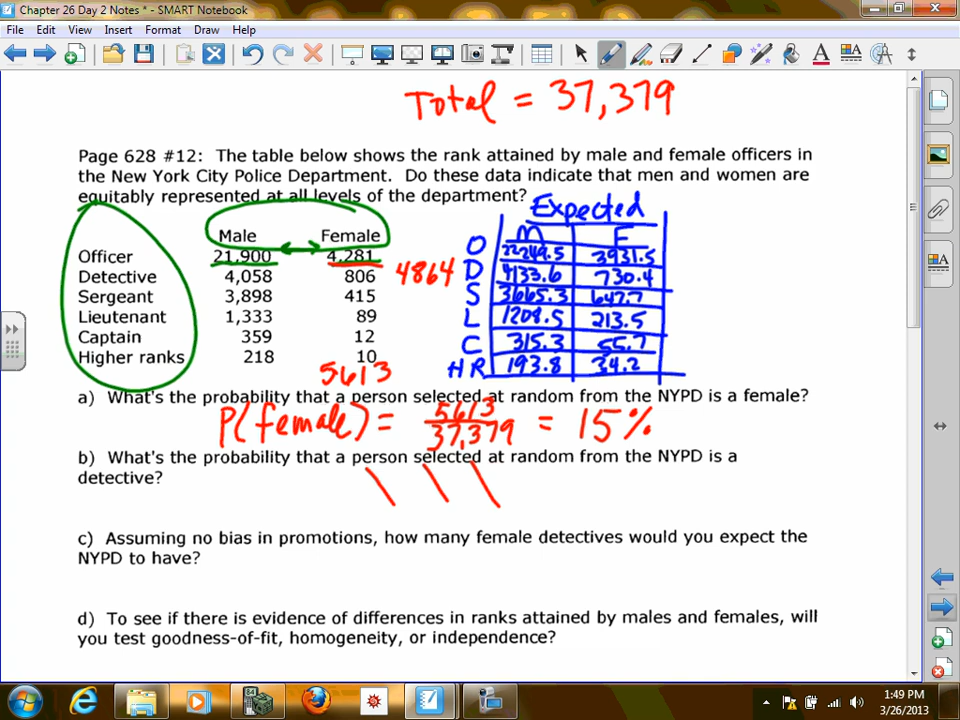 Chapter 26 Day 2 Notes * - SMART Notebook
File Edit View Insert Format Draw Help
Total = 37,379
Page 628 #12: The table below shows the rank attained by male and female officers in
the New York City Police Department. Do these data indicate that men and women are
equitably represented at all levels of the department?
Expected
Male Female M F
Officer 21,900 4,281 O 22249.5 3931.5
Detective 4,058 806 4864 D 4133.6 730.4
Sergeant 3,898 415 S 3665.3 647.7
Lieutenant 1,333 89 L 1208.5 213.5
Captain 359 12 C 315.3 55.7
Higher ranks 218 10 HR 193.8 34.2
5613
a) What's the probability that a person selected at random from the NYPD is a female?
P(female) = 5613 / 37,379 = 15%
b) What's the probability that a person selected at random from the NYPD is a
detective?
c) Assuming no bias in promotions, how many female detectives would you expect the
NYPD to have?
d) To see if there is evidence of differences in ranks attained by males and females, will
you test goodness-of-fit, homogeneity, or independence?
1:49 PM
3/26/2013